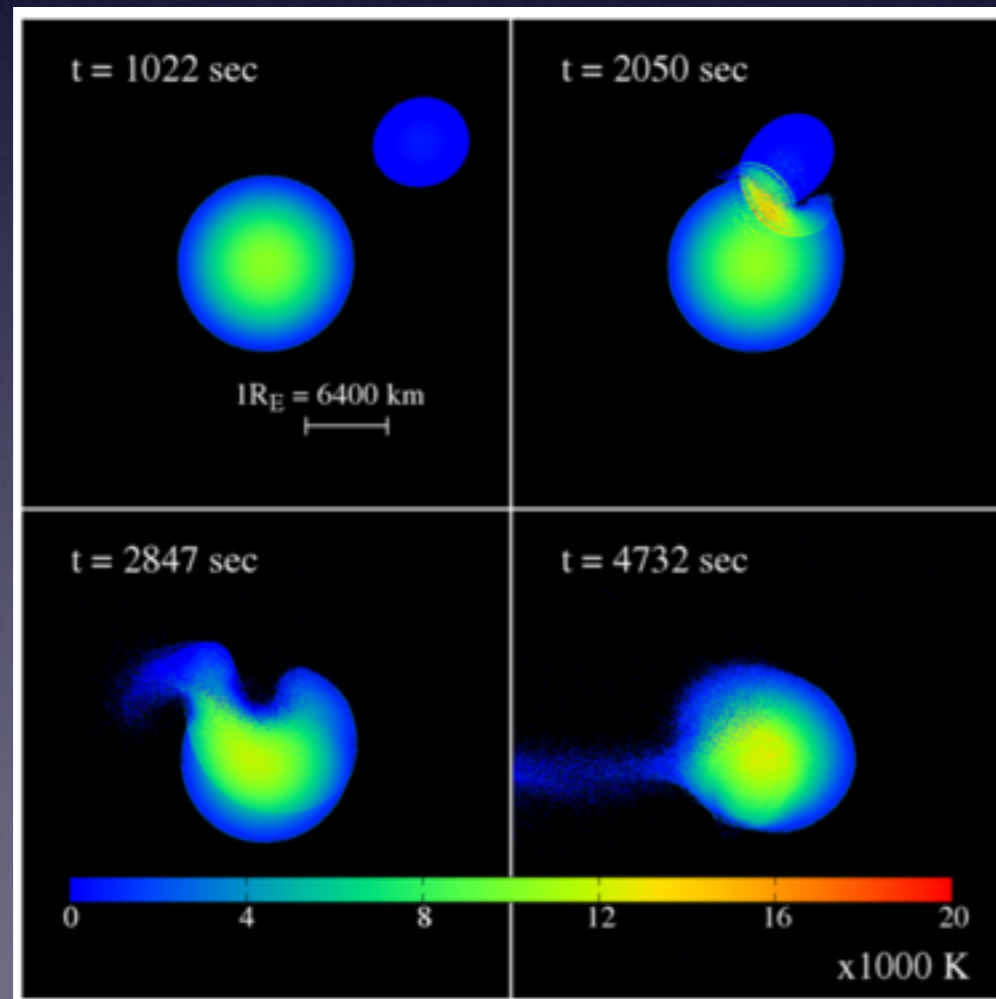 t = 1022 sec
t = 2050 sec
1R_E = 6400 km
t = 2847 sec
t = 4732 sec
0 4 8 12 16 20
x1000 K